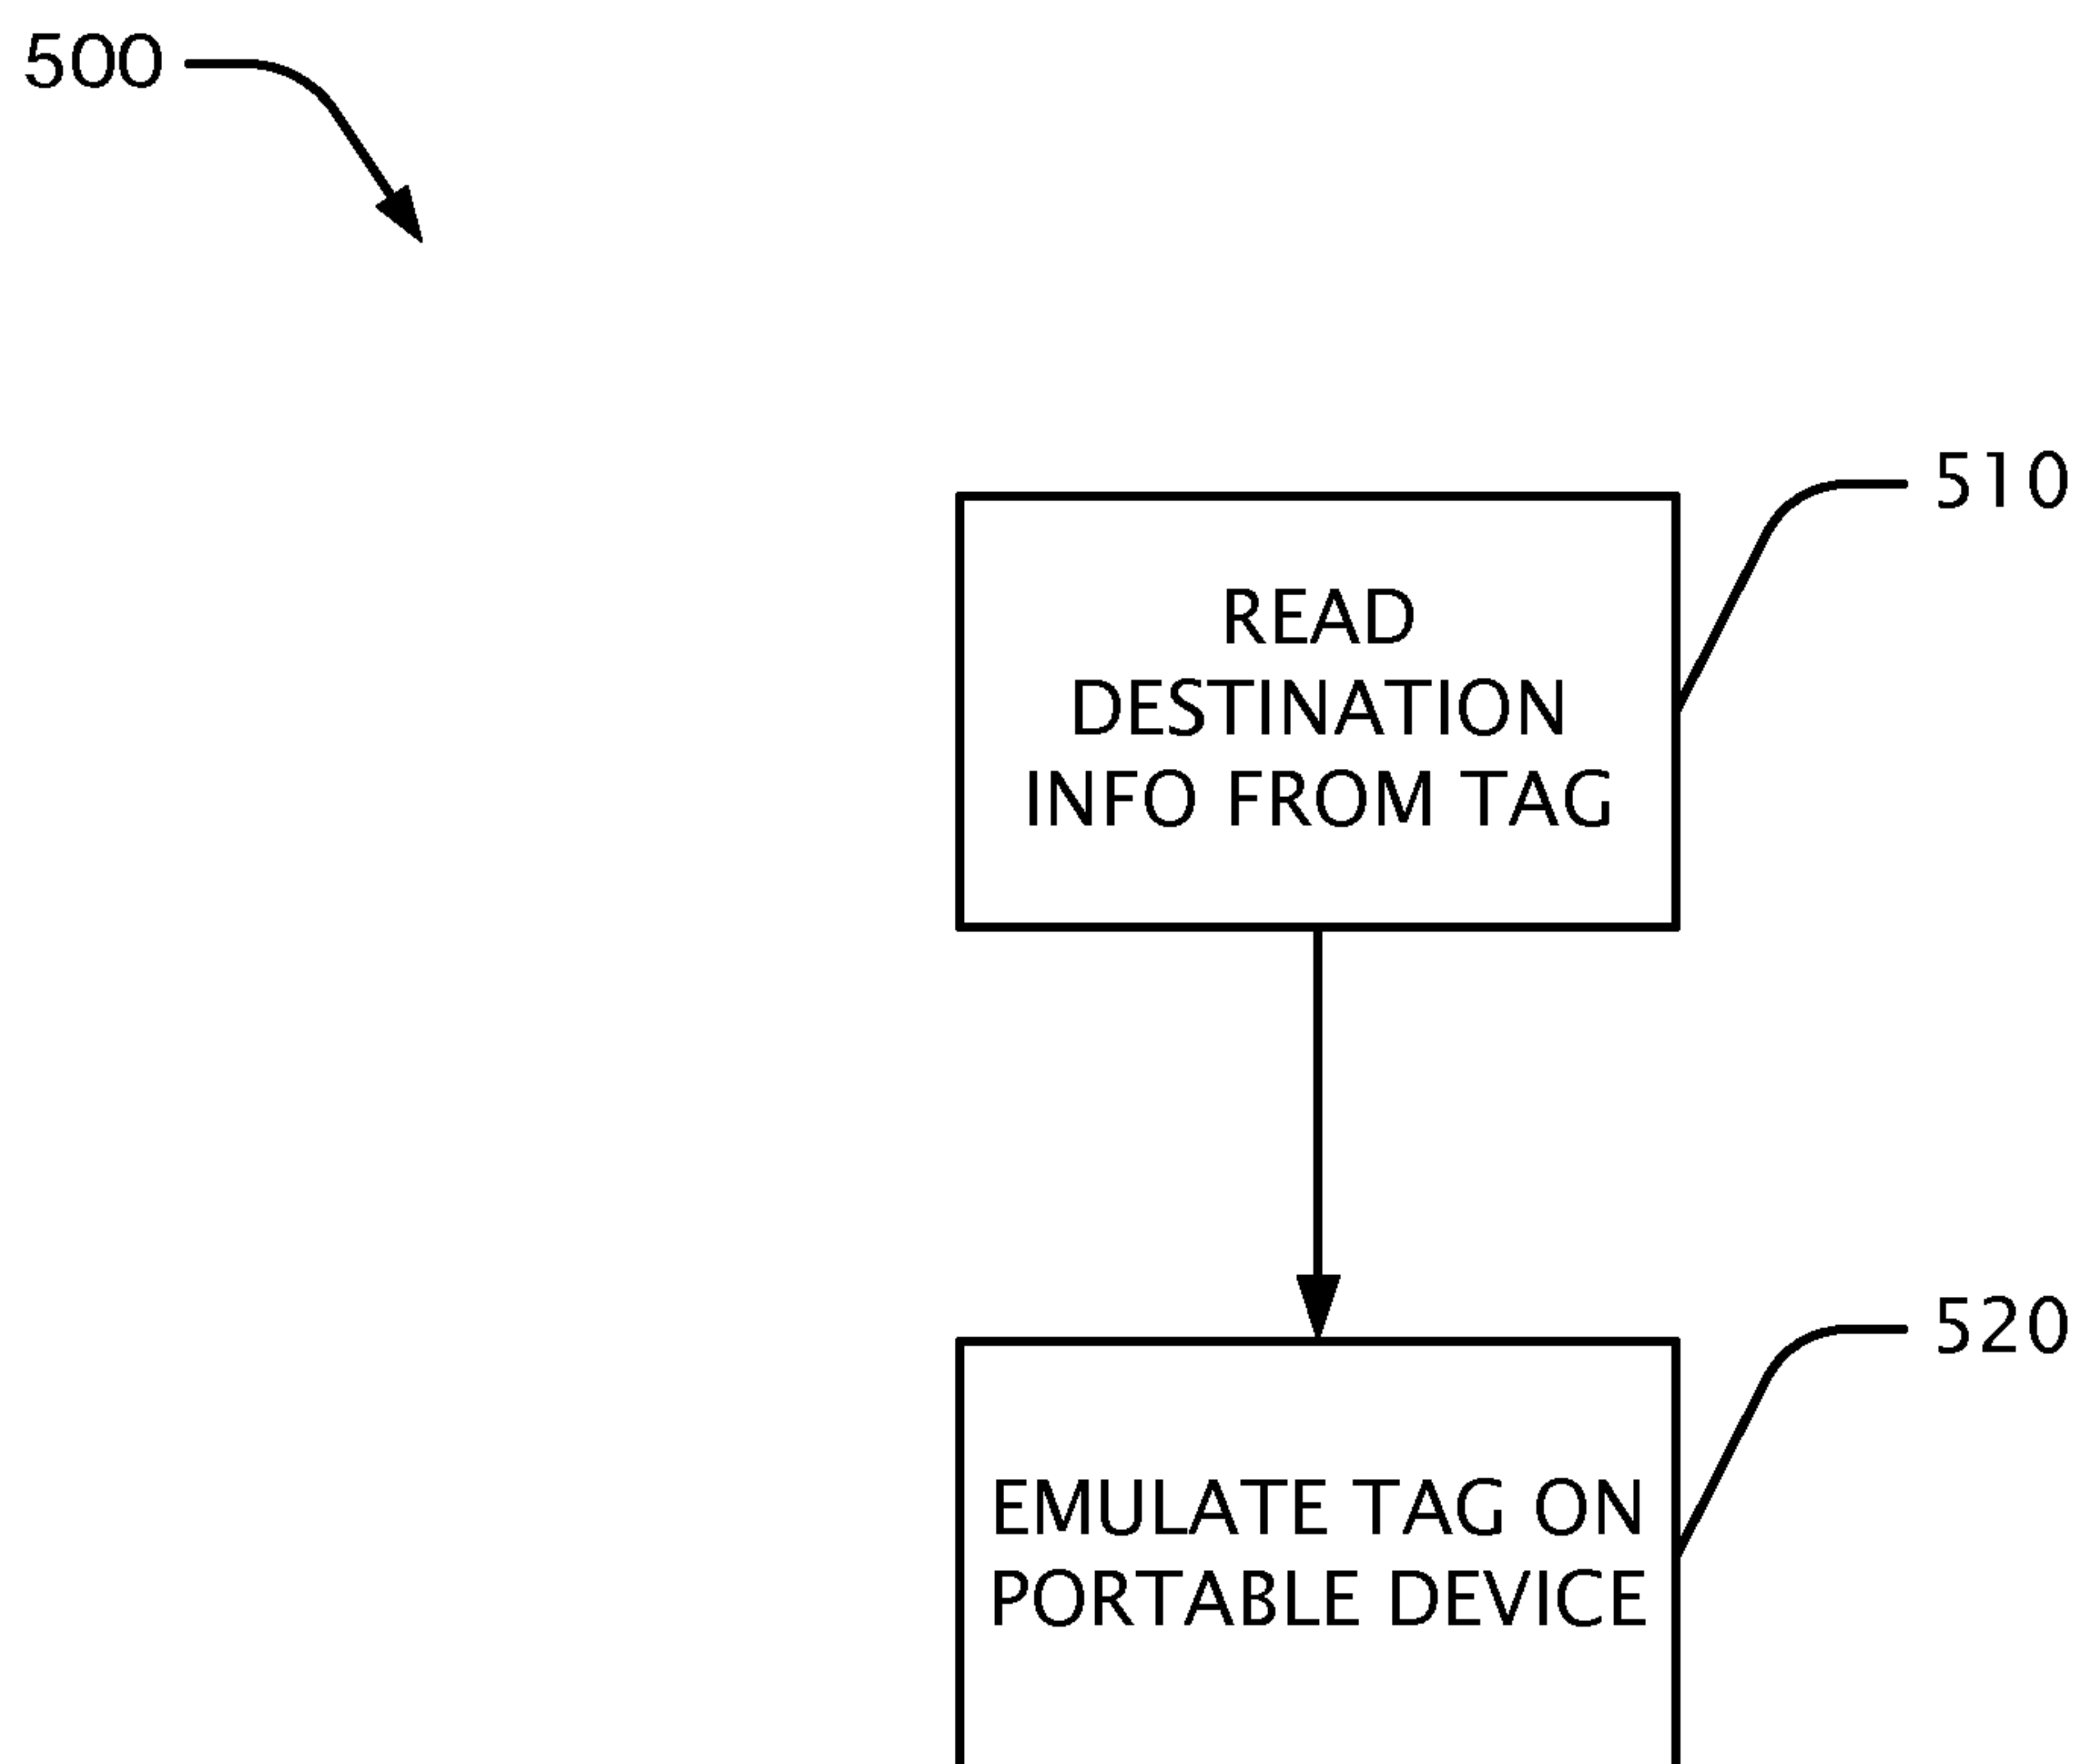 500
510
READ
DESTINATION
INFO FROM TAG
520
EMULATE TAG ON
PORTABLE DEVICE